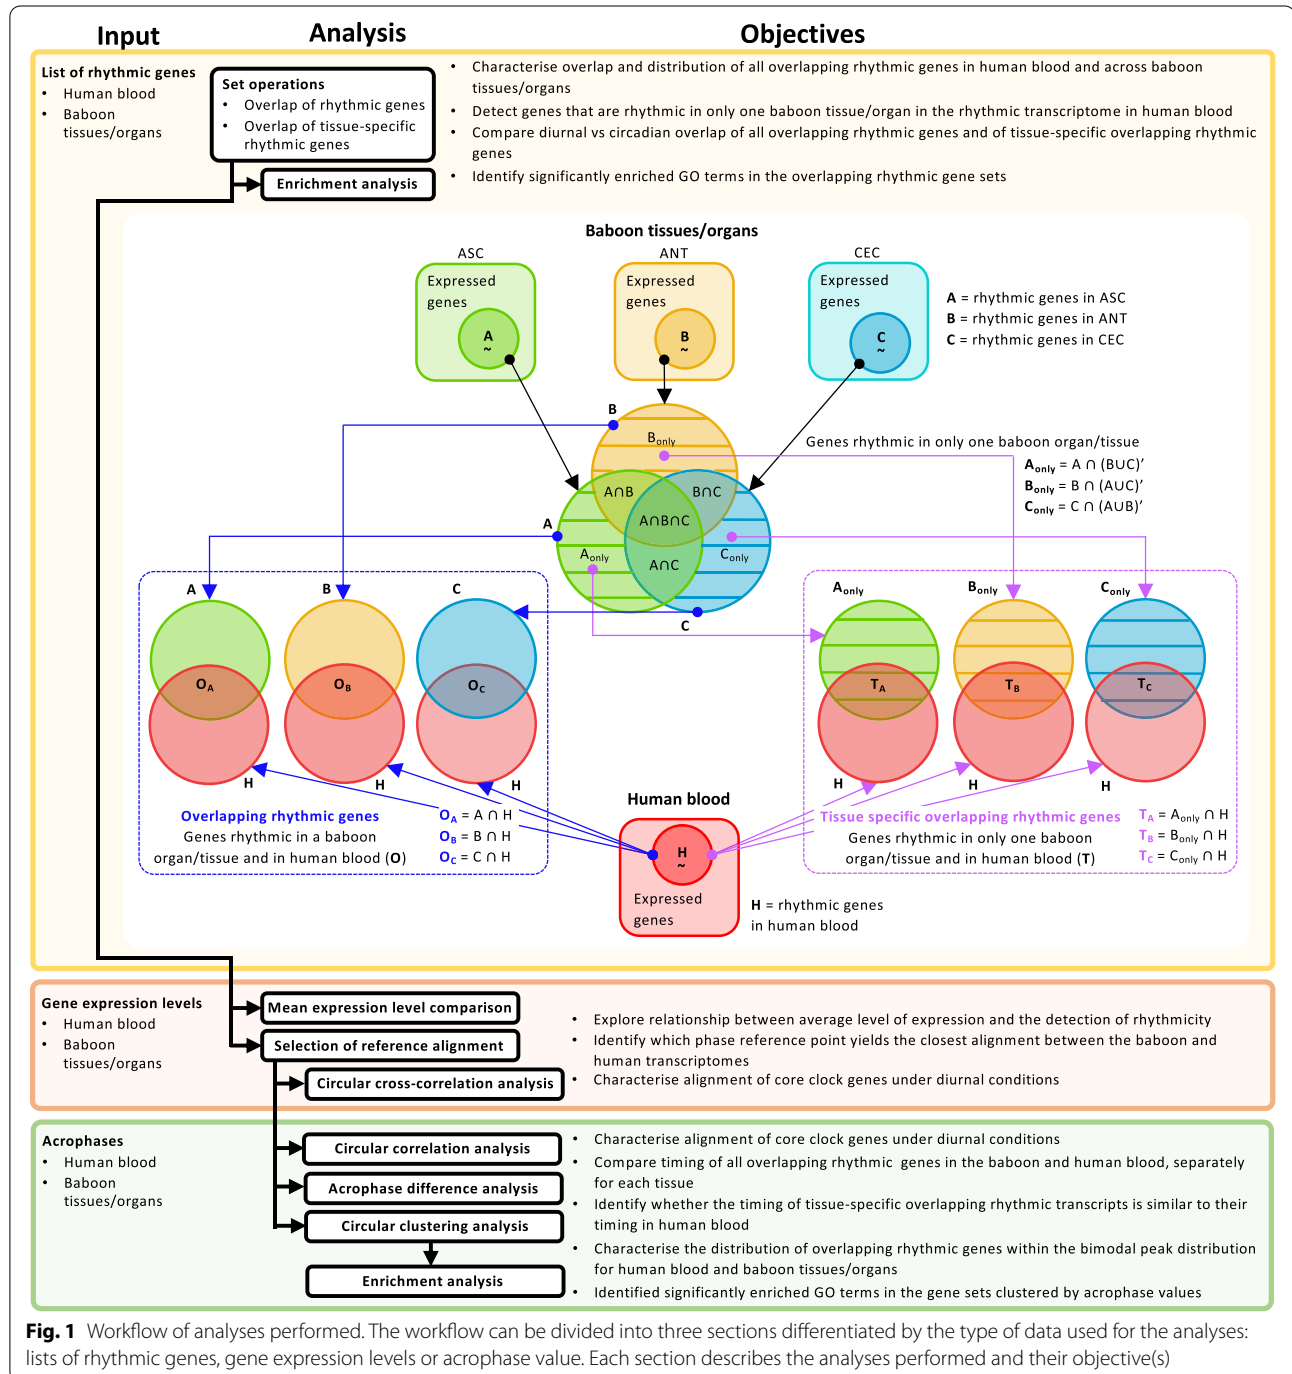 Input
Analysis
Objectives
List of rhythmic genes
• Human blood
• Baboon
tissues/organs
Set operations
• Overlap of rhythmic genes
• Overlap of tissue-specific
rhythmic genes
Enrichment analysis
• Characterise overlap and distribution of all overlapping rhythmic genes in human blood and across baboon
tissues/organs
• Detect genes that are rhythmic in only one baboon tissue/organ in the rhythmic transcriptome in human blood
• Compare diurnal vs circadian overlap of all overlapping rhythmic genes and of tissue-specific overlapping rhythmic
genes
• Identify significantly enriched GO terms in the overlapping rhythmic gene sets
Baboon tissues/organs
ASC
ANT
CEC
Expressed
genes
A
~
Expressed
genes
B
~
Expressed
genes
C
~
A = rhythmic genes in ASC
B = rhythmic genes in ANT
C = rhythmic genes in CEC
B
Bonly
A∩B
B∩C
A∩B∩C
A
Aonly
Conly
A∩C
C
Genes rhythmic in only one baboon organ/tissue
Aonly = A ∩ (B∪C)’
Bonly = B ∩ (A∪C)’
Conly = C ∩ (A∪B)’
A
B
C
OA
OB
OC
H
H
H
Overlapping rhythmic genes
Genes rhythmic in a baboon
organ/tissue and in human blood (O)
OA = A ∩ H
OB = B ∩ H
OC = C ∩ H
Aonly
Bonly
Conly
TA
TB
TC
H
H
H
Tissue specific overlapping rhythmic genes
Genes rhythmic in only one baboon
organ/tissue and in human blood (T)
TA = Aonly ∩ H
TB = Bonly ∩ H
TC = Conly ∩ H
Human blood
H
~
Expressed
genes
H = rhythmic genes
in human blood
Gene expression levels
• Human blood
• Baboon
tissues/organs
Mean expression level comparison
Selection of reference alignment
Circular cross-correlation analysis
• Explore relationship between average level of expression and the detection of rhythmicity
• Identify which phase reference point yields the closest alignment between the baboon and
human transcriptomes
• Characterise alignment of core clock genes under diurnal conditions
Acrophases
• Human blood
• Baboon
tissues/organs
Circular correlation analysis
Acrophase difference analysis
Circular clustering analysis
Enrichment analysis
• Characterise alignment of core clock genes under diurnal conditions
• Compare timing of all overlapping rhythmic genes in the baboon and human blood, separately
for each tissue
• Identify whether the timing of tissue-specific overlapping rhythmic transcripts is similar to their
timing in human blood
• Characterise the distribution of overlapping rhythmic genes within the bimodal peak distribution
for human blood and baboon tissues/organs
• Identified significantly enriched GO terms in the gene sets clustered by acrophase values
Fig. 1 Workflow of analyses performed. The workflow can be divided into three sections differentiated by the type of data used for the analyses:
lists of rhythmic genes, gene expression levels or acrophase value. Each section describes the analyses performed and their objective(s)